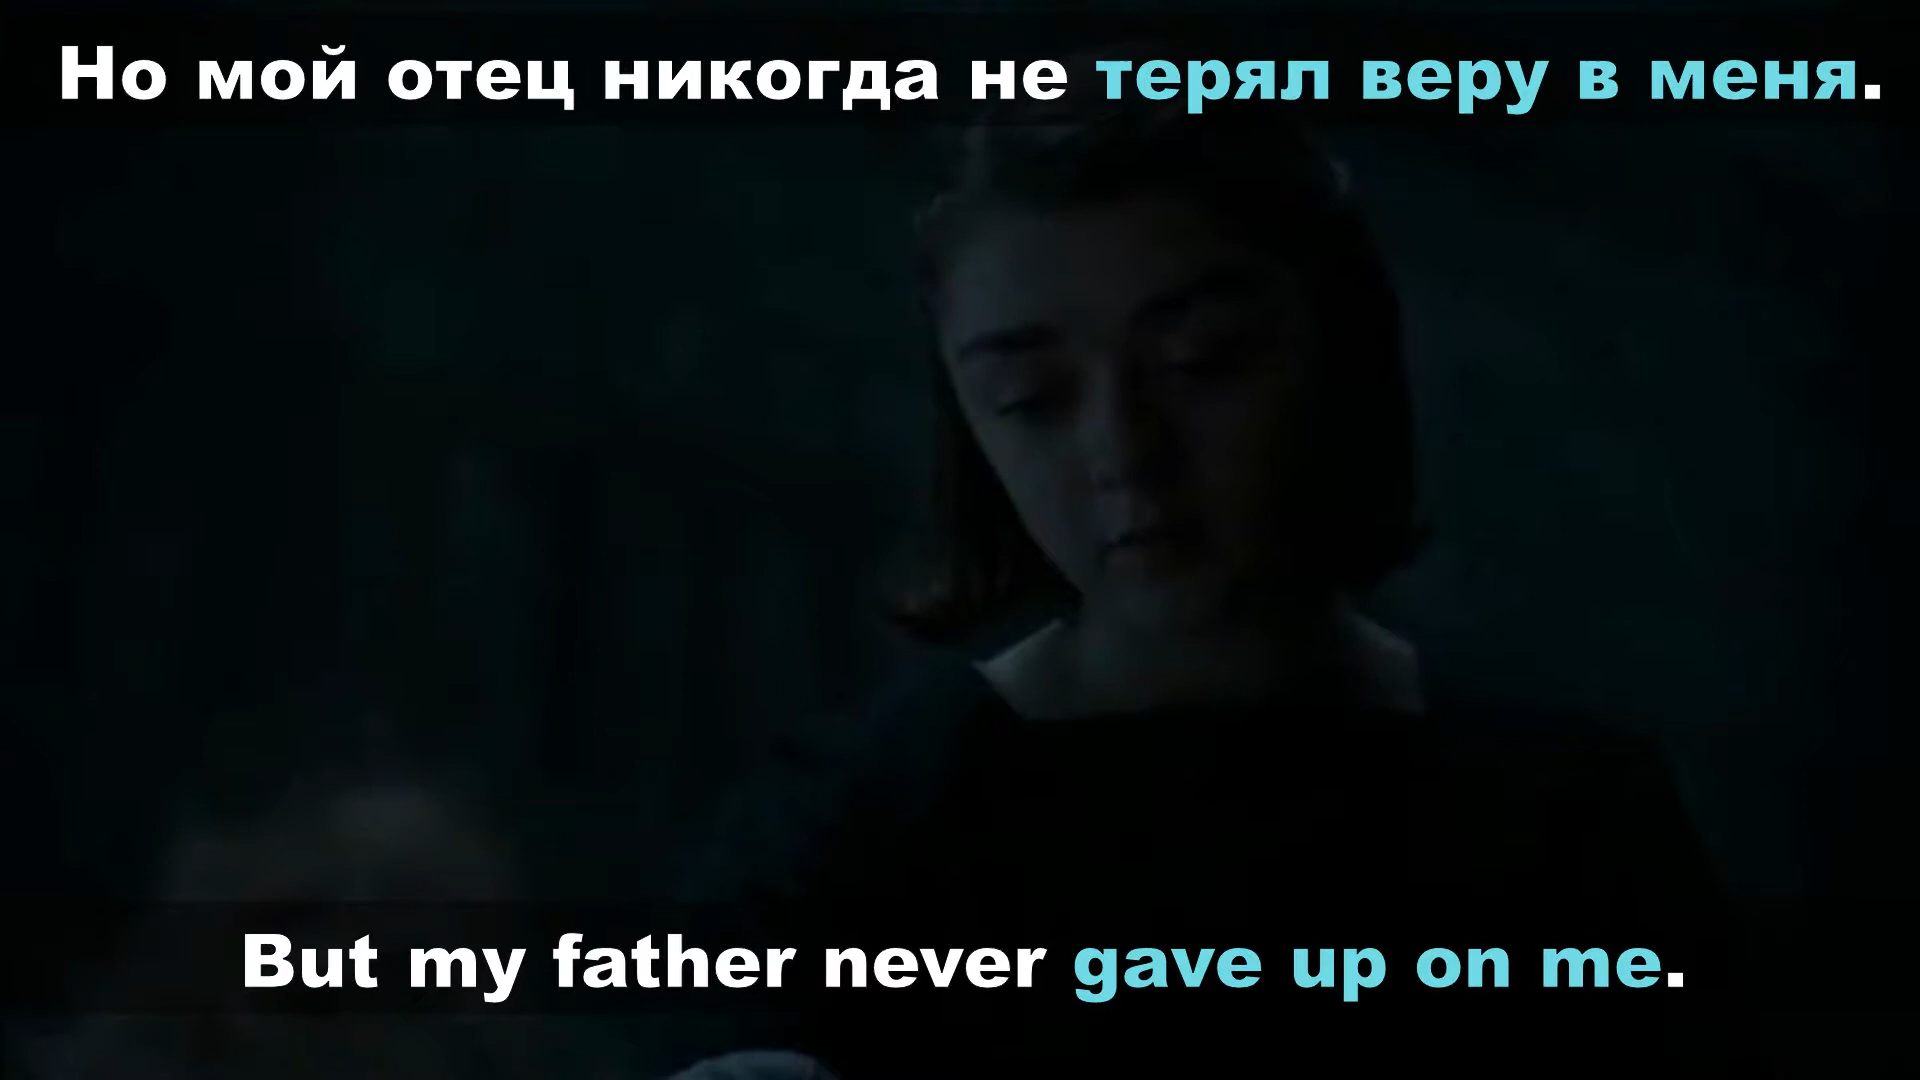 Но мой отец никогда не терял веру в меня.
But my father never gave up on me.